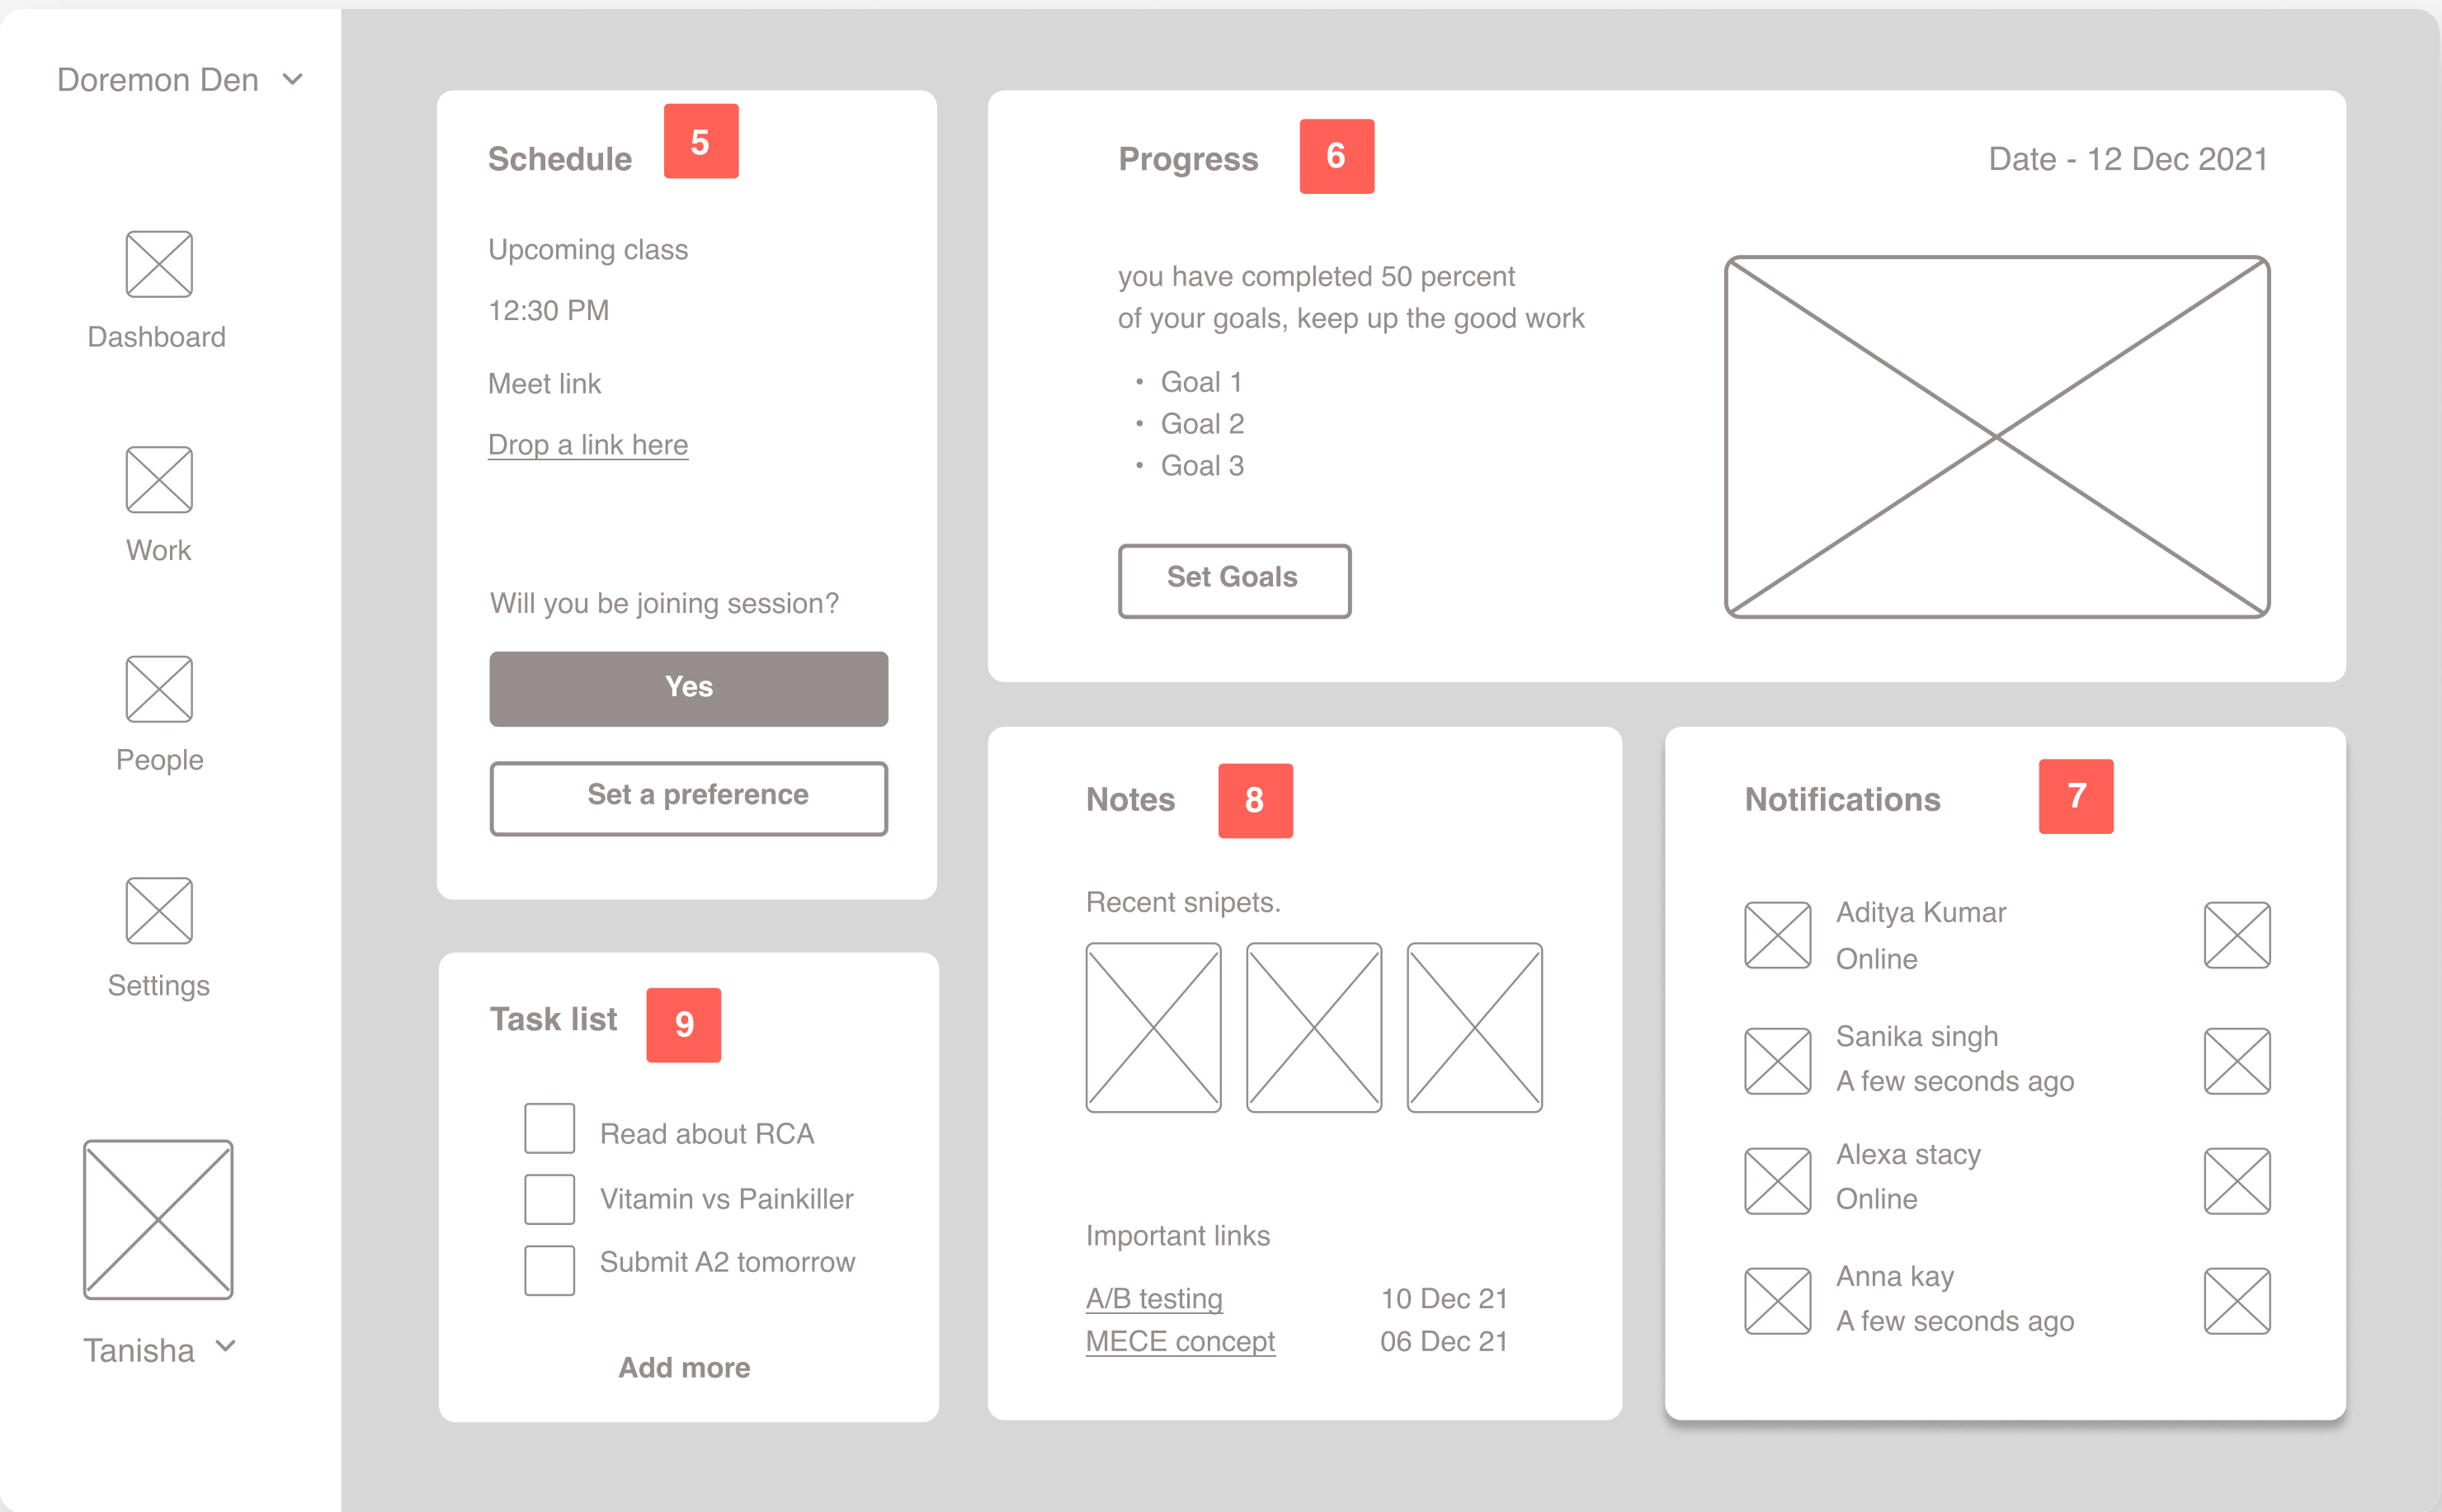 Doremon Den
Dashboard
Work
People
Settings
Tanisha
Schedule
5
Upcoming class
12:30 PM
Meet link
Drop a link here
Will you be joining session?
Yes
Set a preference
Progress
6
Date - 12 Dec 2021
you have completed 50 percent
of your goals, keep up the good work
• Goal 1
• Goal 2
• Goal 3
Set Goals
Task list
9
Read about RCA
Vitamin vs Painkiller
Submit A2 tomorrow
Add more
Notes
8
Recent snipets.
Important links
A/B testing 10 Dec 21
MECE concept 06 Dec 21
Notifications
7
Aditya Kumar
Online
Sanika singh
A few seconds ago
Alexa stacy
Online
Anna kay
A few seconds ago